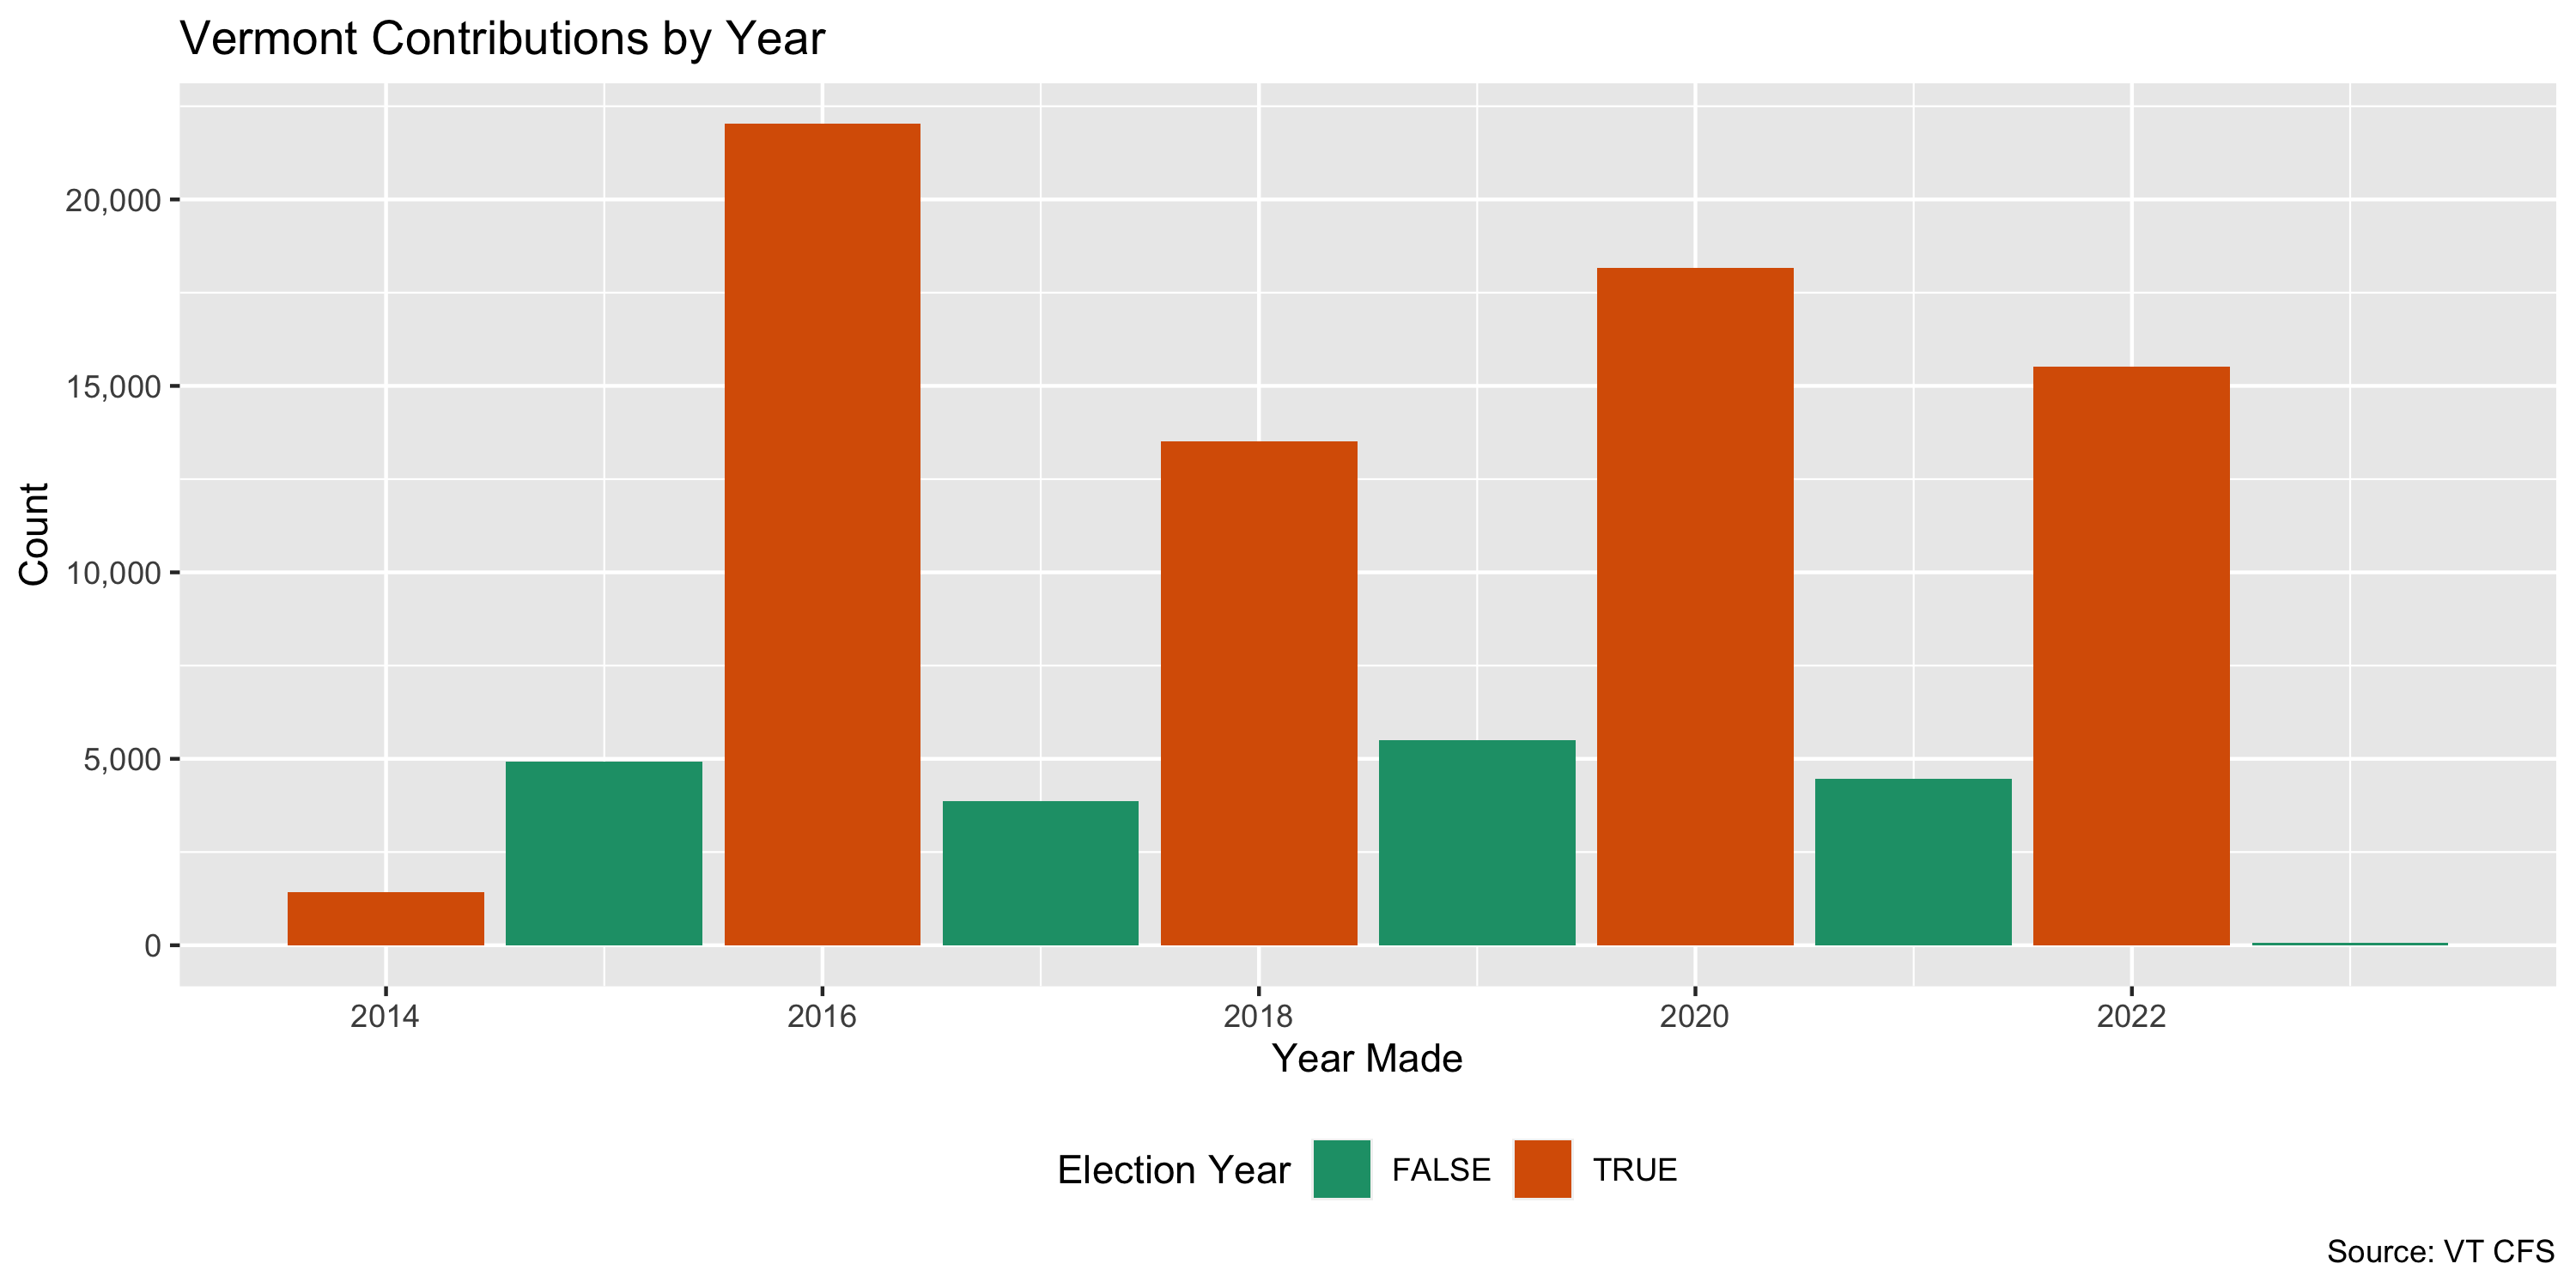 Vermont Contributions by Year
Count
20,000
15,000
10,000
5,000
0
2014 2016 2018 2020 2022
Year Made
Election Year FALSE TRUE
Source: VT CFS